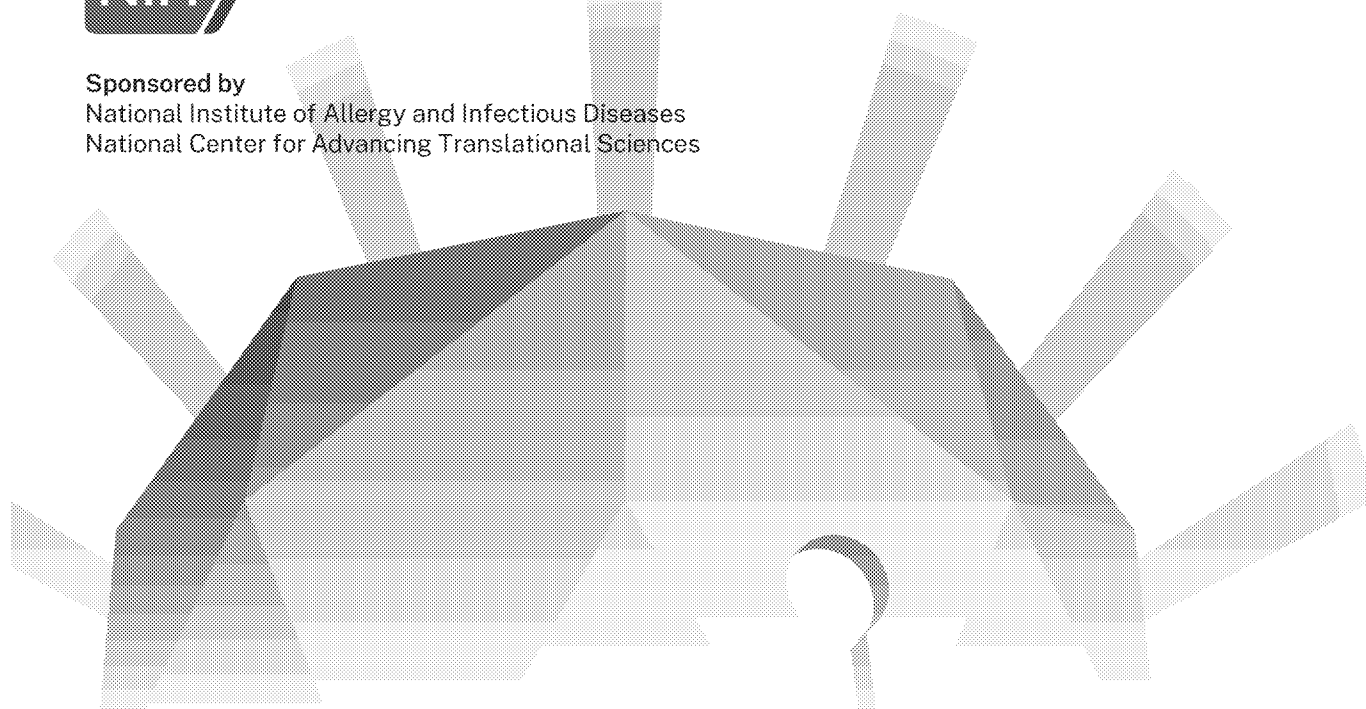 Sponsored by
National Institute of Allergy and Infectious Diseases
National Center for Advancing Translational Sciences